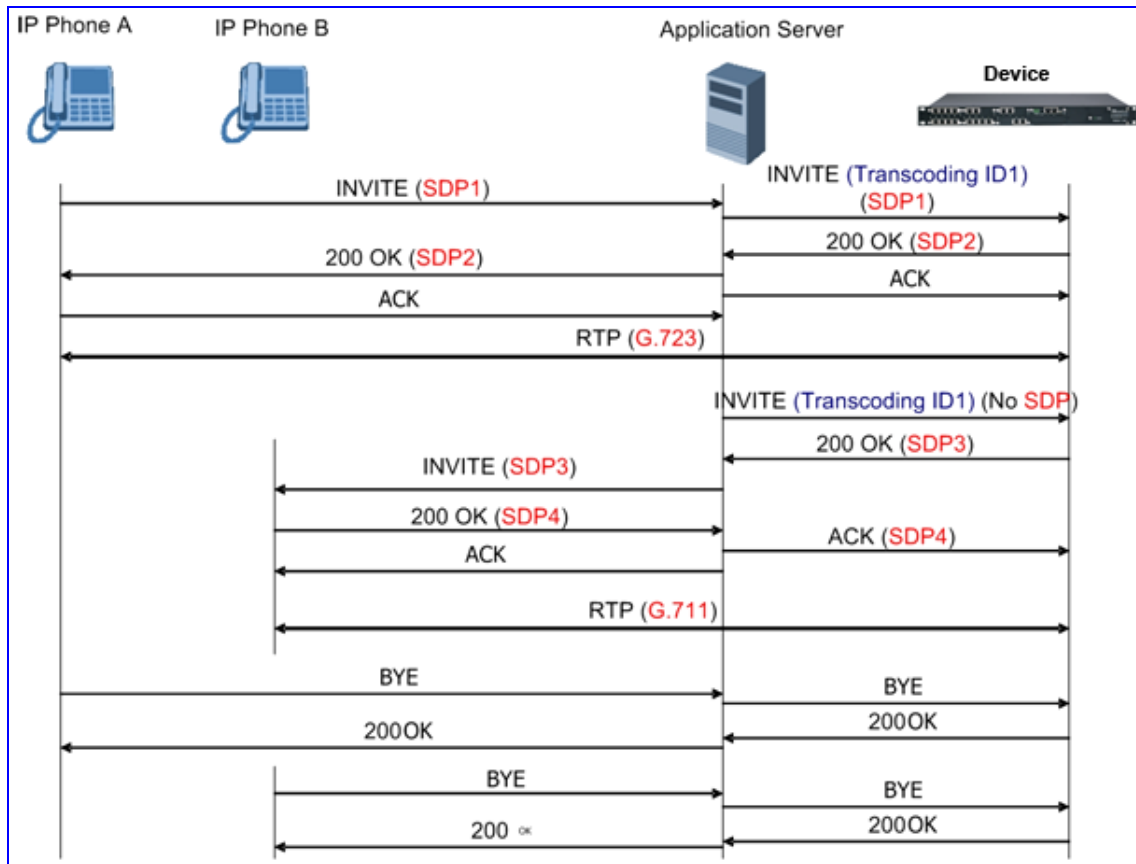 IP Phone A
IP Phone B
Application Server
Device
INVITE (SDP1)
INVITE (Transcoding ID1)
(SDP1)
200 OK (SDP2)
200 OK (SDP2)
ACK
ACK
RTP (G.723)
INVITE (Transcoding ID1) (No SDP)
200 OK (SDP3)
INVITE (SDP3)
200 OK (SDP4)
ACK (SDP4)
ACK
RTP (G.711)
BYE
BYE
200OK
200OK
BYE
BYE
200OK
200 OK